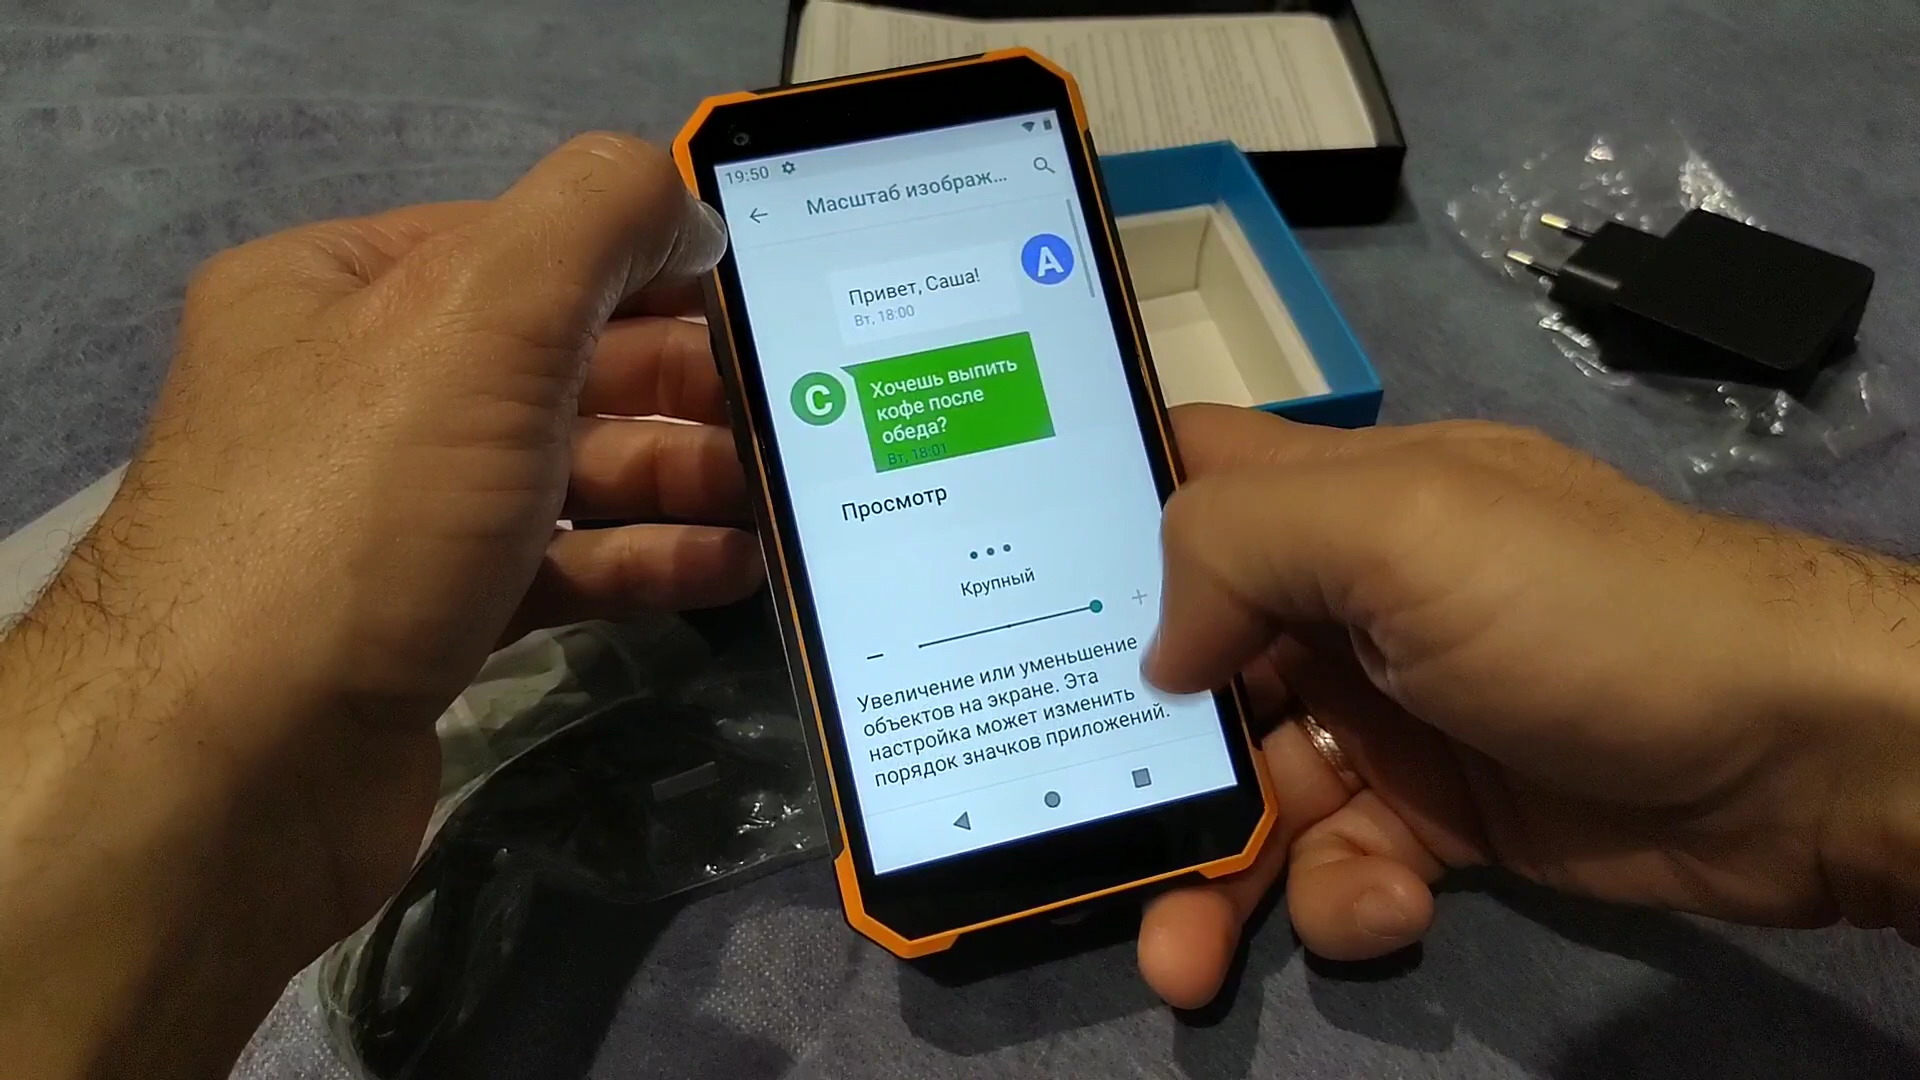 19:50
Масштаб изображ...
A
Привет, Саша!
Вт, 18:00
С
Хочешь выпить
кофе после
обеда?
Вт, 18:01
Просмотр
Крупный
Увеличение или уменьшение
объектов на экране. Эта
настройка может изменить
порядок значков приложений.